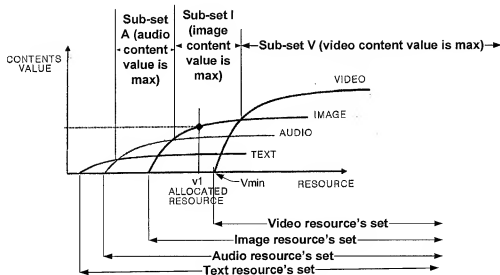 Sub-set
A (audio
content
value is
max)
Sub-set I
(image
content
value is
max)
Sub-set V (video content value is max)
CONTENTS
VALUE
VIDEO
IMAGE
AUDIO
TEXT
v1
Vmin
ALLOCATED
RESOURCE
RESOURCE
Video resource's set
Image resource's set
Audio resource's set
Text resource's set